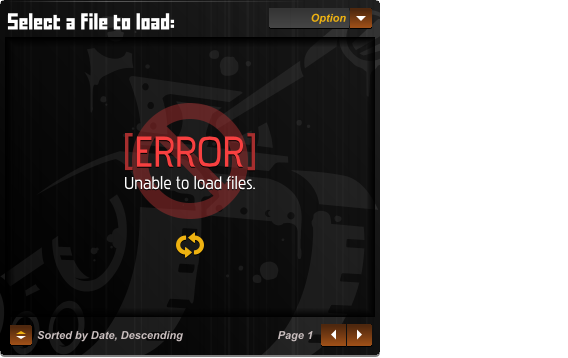 Select a file to load:
Option
[ERROR]
Unable to load files.
Sorted by Date, Descending
Page 1